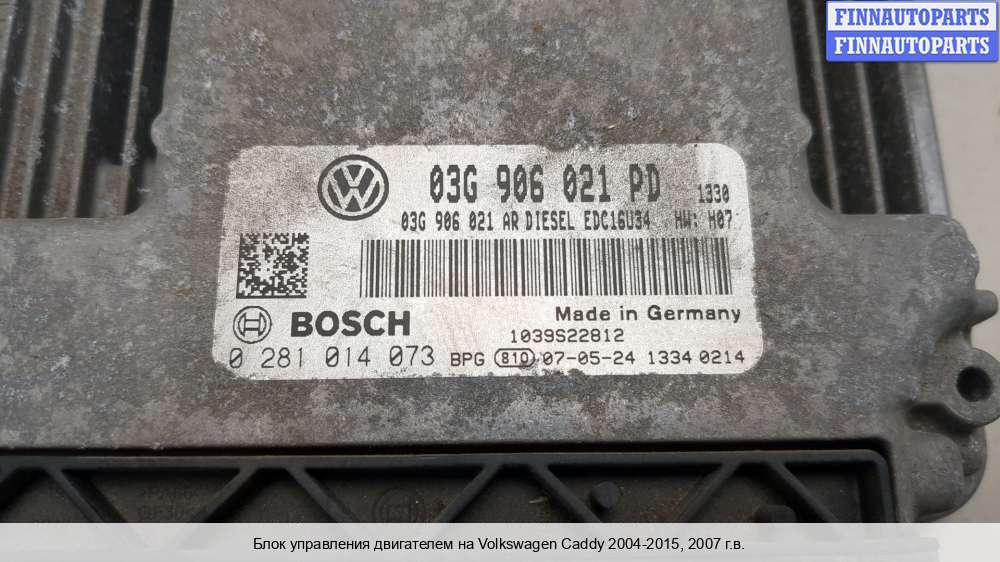 FINNAUTOPARTS
FINNAUTOPARTS
03G 906 021 PD 1330
03G 906 021 AR DIESEL EDC16U34 HW: H07
Made in Germany
BOSCH
1039S22812
0 281 014 073 BPG 810 07-05-24 1334 0214
Блок управления двигателем на Volkswagen Caddy 2004-2015, 2007 г.в.